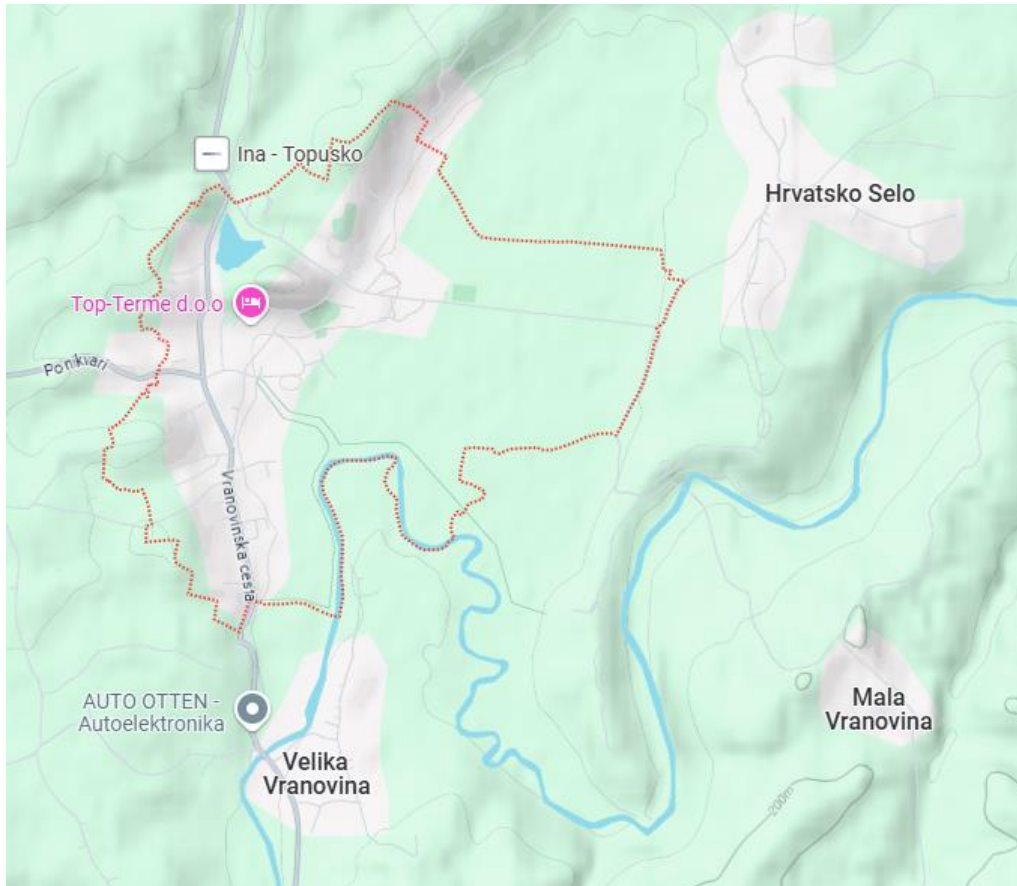 Ina - Topusko
Hrvatsko Selo
Top-Terme d.o.o
Ponikvari
Vranovinska cesta
AUTO OTTEN -
Autoelektronika
Mala
Vranovina
Velika
Vranovina
200m